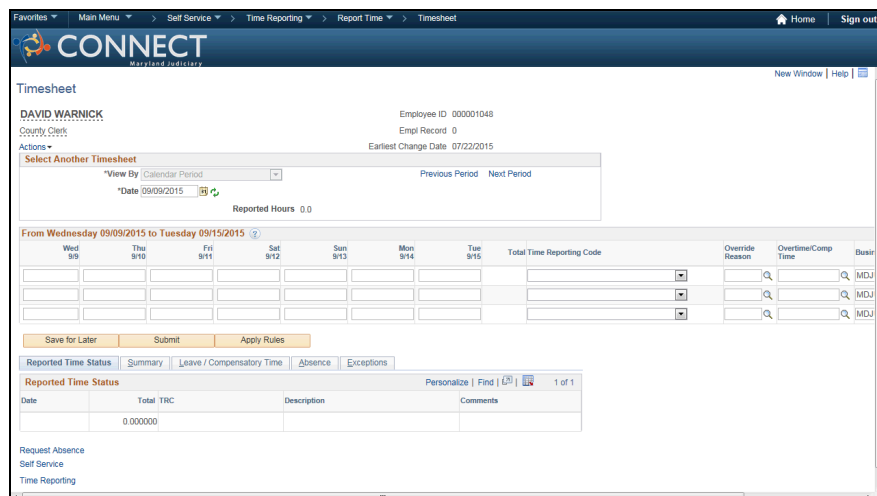 Favorites Main Menu > Self Service > Time Reporting > Report Time > Timesheet Home Sign out
CONNECT
Maryland Judiciary
New Window | Help |
Timesheet
DAVID WARNICK Employee ID 000001048
County Clerk Empl Record 0
Actions Earliest Change Date 07/22/2015
Select Another Timesheet
*View By Calendar Period Previous Period Next Period
*Date 09/09/2015
Reported Hours 0.0
From Wednesday 09/09/2015 to Tuesday 09/15/2015 ?
Wed 9/9 Thu 9/10 Fri 9/11 Sat 9/12 Sun 9/13 Mon 9/14 Tue 9/15 Total Time Reporting Code Override Reason Overtime/Comp Time Busir
MDJ
MDJ
MDJ
Save for Later Submit Apply Rules
Reported Time Status Summary Leave / Compensatory Time Absence Exceptions
Reported Time Status Personalize | Find | | 1 of 1
Date Total TRC Description Comments
0.000000
Request Absence
Self Service
Time Reporting